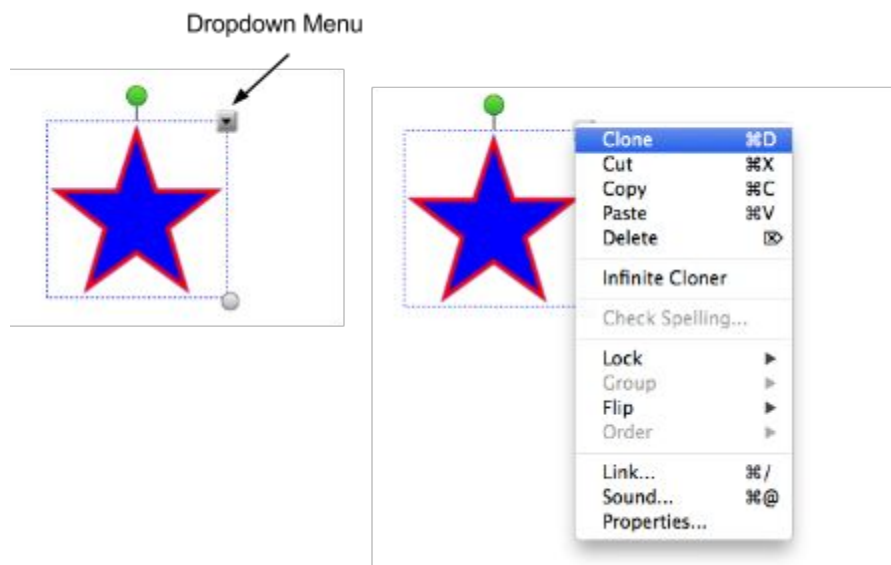 Dropdown Menu
Clone ⌘D
Cut ⌘X
Copy ⌘C
Paste ⌘V
Delete ⌦
Infinite Cloner
Check Spelling...
Lock ▶
Group ▶
Flip ▶
Order ▶
Link... ⌘/
Sound... ⌘@
Properties...